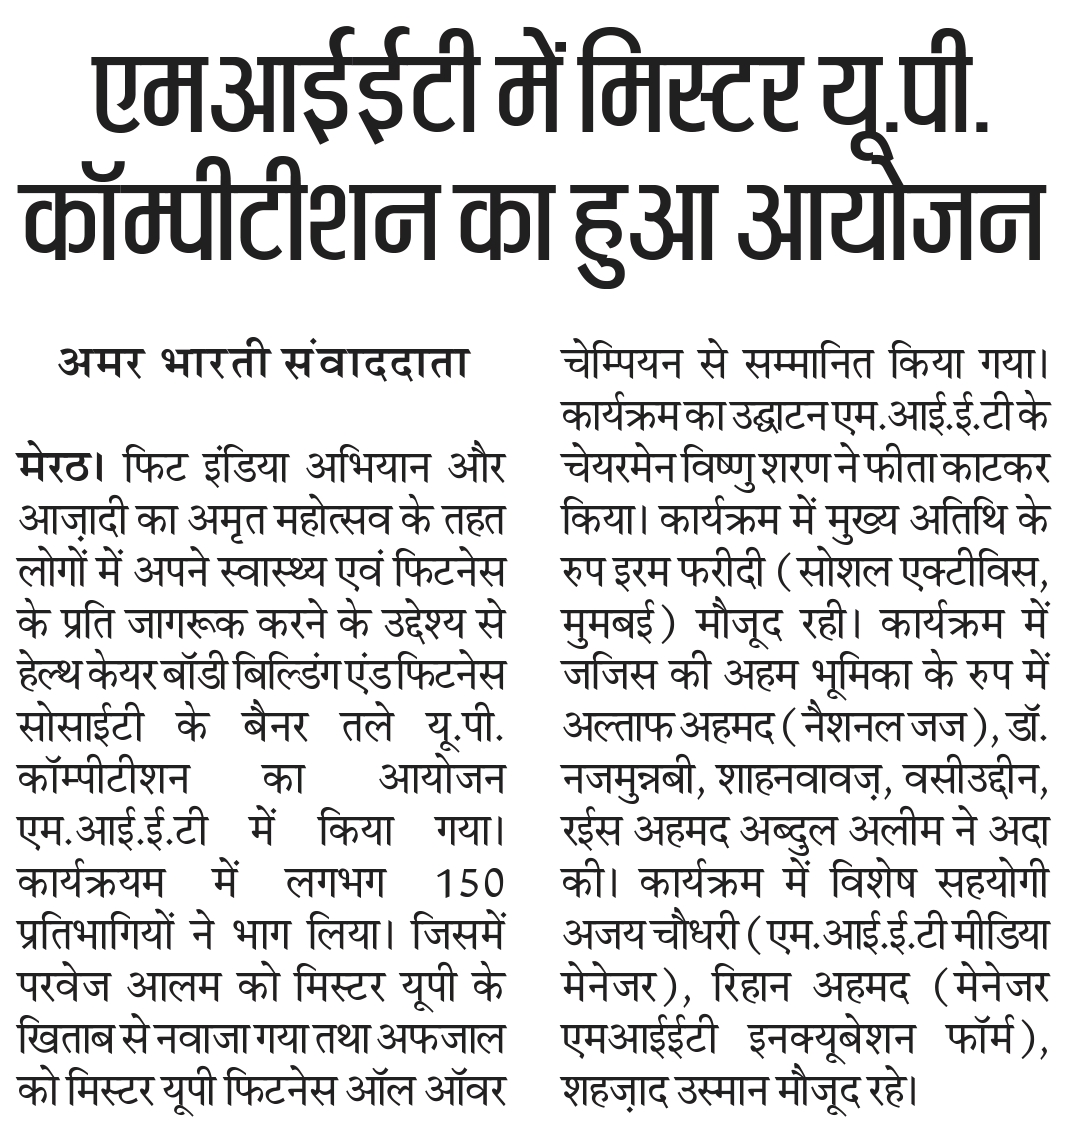 एमआईईटी में मिस्टर यू.पी.
कॉम्पीटीशन का हुआ आयोजन
अमर भारती संवाददाता
मेरठ। फिट इंडिया अभियान और
आज़ादी का अमृत महोत्सव के तहत
लोगों में अपने स्वास्थ्य एवं फिटनेस
के प्रति जागरूक करने के उद्देश्य से
हेल्थ केयर बॉडी बिल्डिंग एंड फिटनेस
सोसाईटी के बैनर तले यू.पी.
कॉम्पीटीशन का आयोजन
एम.आई.ई.टी में किया गया।
कार्यक्रयम में लगभग 150
प्रतिभागियों ने भाग लिया। जिसमें
परवेज आलम को मिस्टर यूपी के
खिताब से नवाजा गया तथा अफजाल
को मिस्टर यूपी फिटनेस ऑल ऑवर
चेम्पियन से सम्मानित किया गया।
कार्यक्रम का उद्घाटन एम.आई.ई.टी के
चेयरमेन विष्णु शरण ने फीता काटकर
किया। कार्यक्रम में मुख्य अतिथि के
रुप इरम फरीदी (सोशल एक्टीविस,
मुमबई) मौजूद रही। कार्यक्रम में
जजिस की अहम भूमिका के रुप में
अल्ताफ अहमद (नैशनल जज), डॉ.
नजमुन्नबी, शाहनवावज़, वसीउद्दीन,
रईस अहमद अब्दुल अलीम ने अदा
की। कार्यक्रम में विशेष सहयोगी
अजय चौधरी (एम.आई.ई.टी मीडिया
मेनेजर), रिहान अहमद (मेनेजर
एमआईईटी इनक्यूबेशन फॉर्म),
शहज़ाद उस्मान मौजूद रहे।